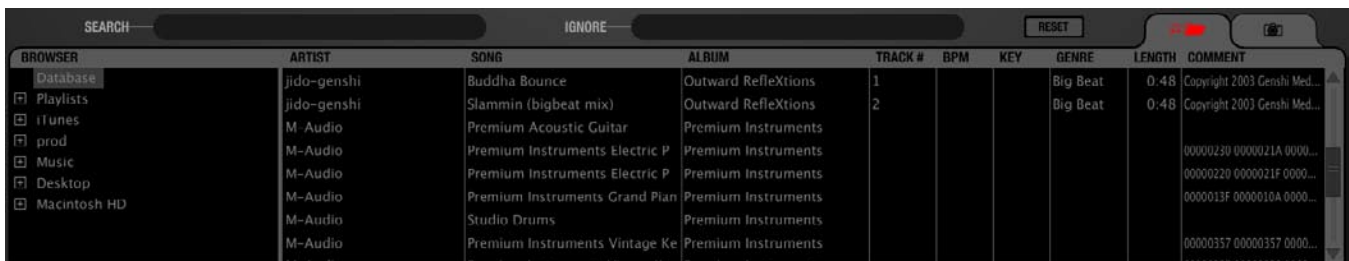 SEARCH IGNORE RESET
BROWSER ARTIST SONG ALBUM TRACK # BPM KEY GENRE LENGTH COMMENT
Database jido-genshi Buddha Bounce Outward RefleXtions 1 Big Beat 0:48 Copyright 2003 Genshi Med...
Playlists jido-genshi Slammin (bigbeat mix) Outward RefleXtions 2 Big Beat 0:48 Copyright 2003 Genshi Med...
iTunes M-Audio Premium Acoustic Guitar Premium Instruments
prod M-Audio Premium Instruments Electric P Premium Instruments 00000230 0000021A 0000...
Music M-Audio Premium Instruments Electric P Premium Instruments 00000220 0000021F 0000...
Desktop M-Audio Premium Instruments Grand Pian Premium Instruments 0000013F 0000010A 0000...
Macintosh HD M-Audio Studio Drums Premium Instruments
M-Audio Premium Instruments Vintage Ke Premium Instruments 00000357 00000357 0000...